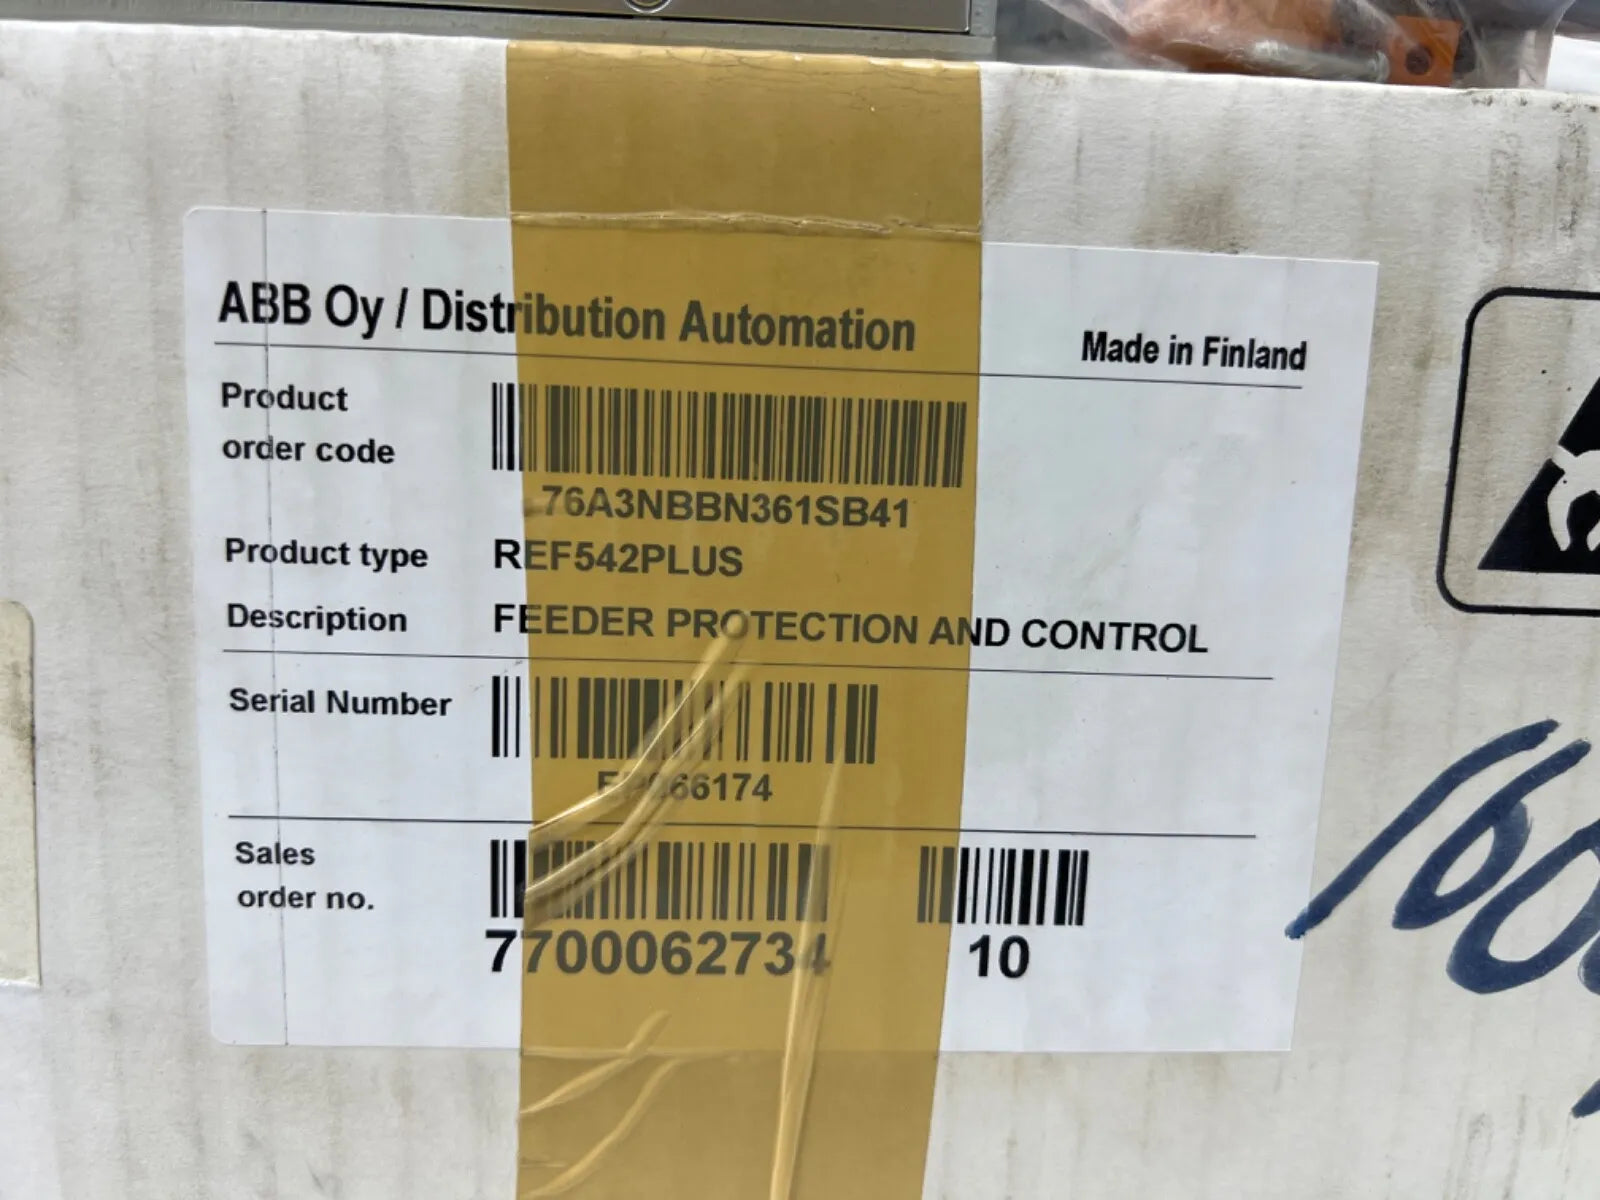 ABB Oy / Distribution Automation
Made in Finland
Product
order code
76A3NBBN361SB41
Product type REF542PLUS
Description FEEDER PROTECTION AND CONTROL
Serial Number
Sales
order no.
7700062734 10